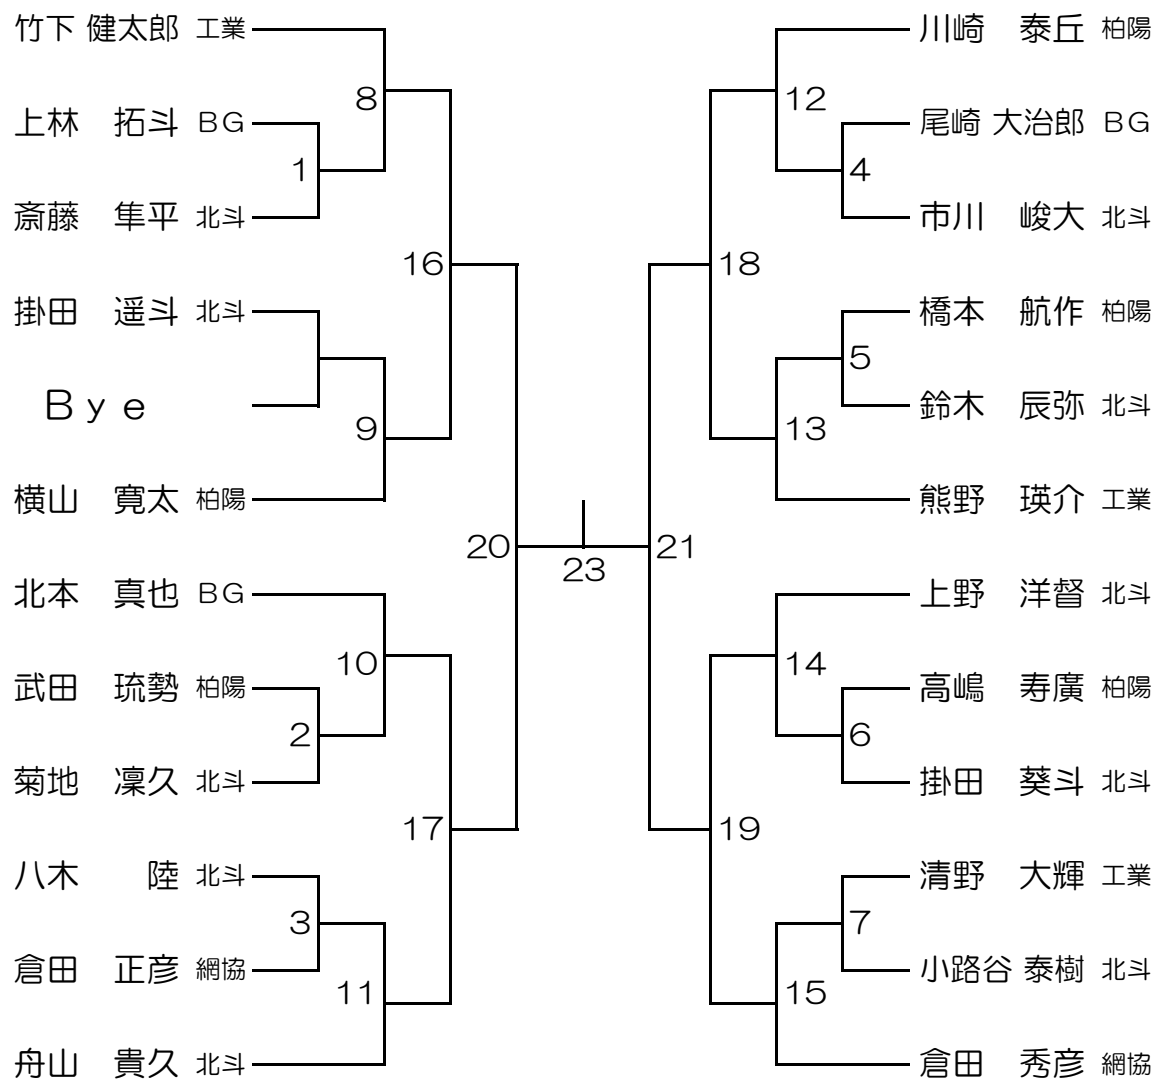 竹下 健太郎 工業
8
上林 拓斗 BG
1
斎藤 隼平 北斗
16
掛田 遥斗 北斗
Bye
9
横山 寛太 柏陽
20
北本 真也 BG
10
武田 琉勢 柏陽
2
菊地 凜久 北斗
17
八木 陸 北斗
3
倉田 正彦 網協
11
舟山 貴久 北斗
23
川崎 泰丘 柏陽
12
尾崎 大治郎 BG
4
市川 峻大 北斗
18
橋本 航作 柏陽
5
鈴木 辰弥 北斗
13
熊野 瑛介 工業
21
上野 洋督 北斗
14
高嶋 寿廣 柏陽
6
掛田 葵斗 北斗
19
清野 大輝 工業
7
小路谷 泰樹 北斗
15
倉田 秀彦 網協